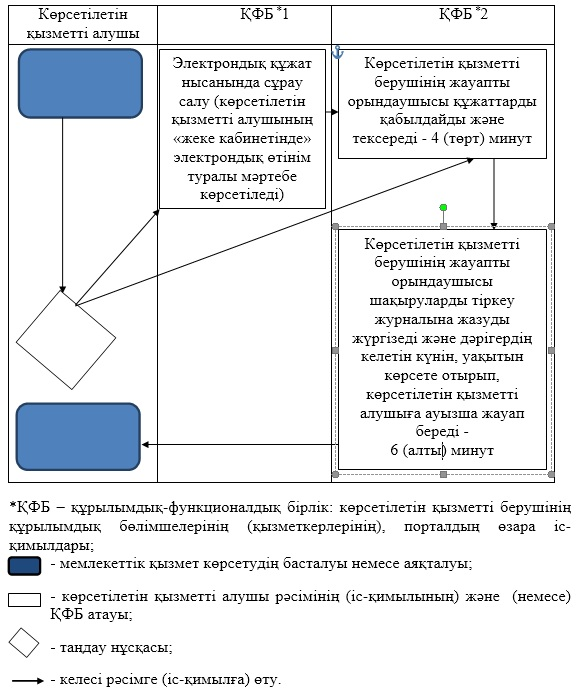 Көрсетілетін
қызметті алушы
ҚФБ *1
ҚФБ *2
Электрондық құжат
нысанында сұрау
салу (көрсетілетін
қызметті алушының
«жеке кабинетінде»
электрондық өтінім
туралы мәртебе
көрсетіледі)
Көрсетілетін қызметті
берушінің жауапты
орындаушысы құжаттарды
қабылдайды және
тексереді - 4 (төрт) минут
Көрсетілетін қызметті
берушінің жауапты
орындаушысы
шақыруларды тіркеу
журналына жазуды
жүргізеді және дәрігердің
келетін күнін, уақытын
көрсете отырып,
көрсетілетін қызметті
алушыға ауызша жауап
береді -
6 (алты) минут
*ҚФБ – құрылымдық-функционалдық бірлік: көрсетілетін қызметті берушінің
құрылымдық бөлімшелерінің (қызметкерлерінің), порталдың өзара іс-
қимылдары;
- мемлекеттік қызмет көрсетудің басталуы немесе аяқталуы;
- көрсетілетін қызметті алушы рәсімінің (іс-қимылының) және (немесе)
ҚФБ атауы;
- таңдау нұсқасы;
- келесі рәсімге (іс-қимылға) өту.